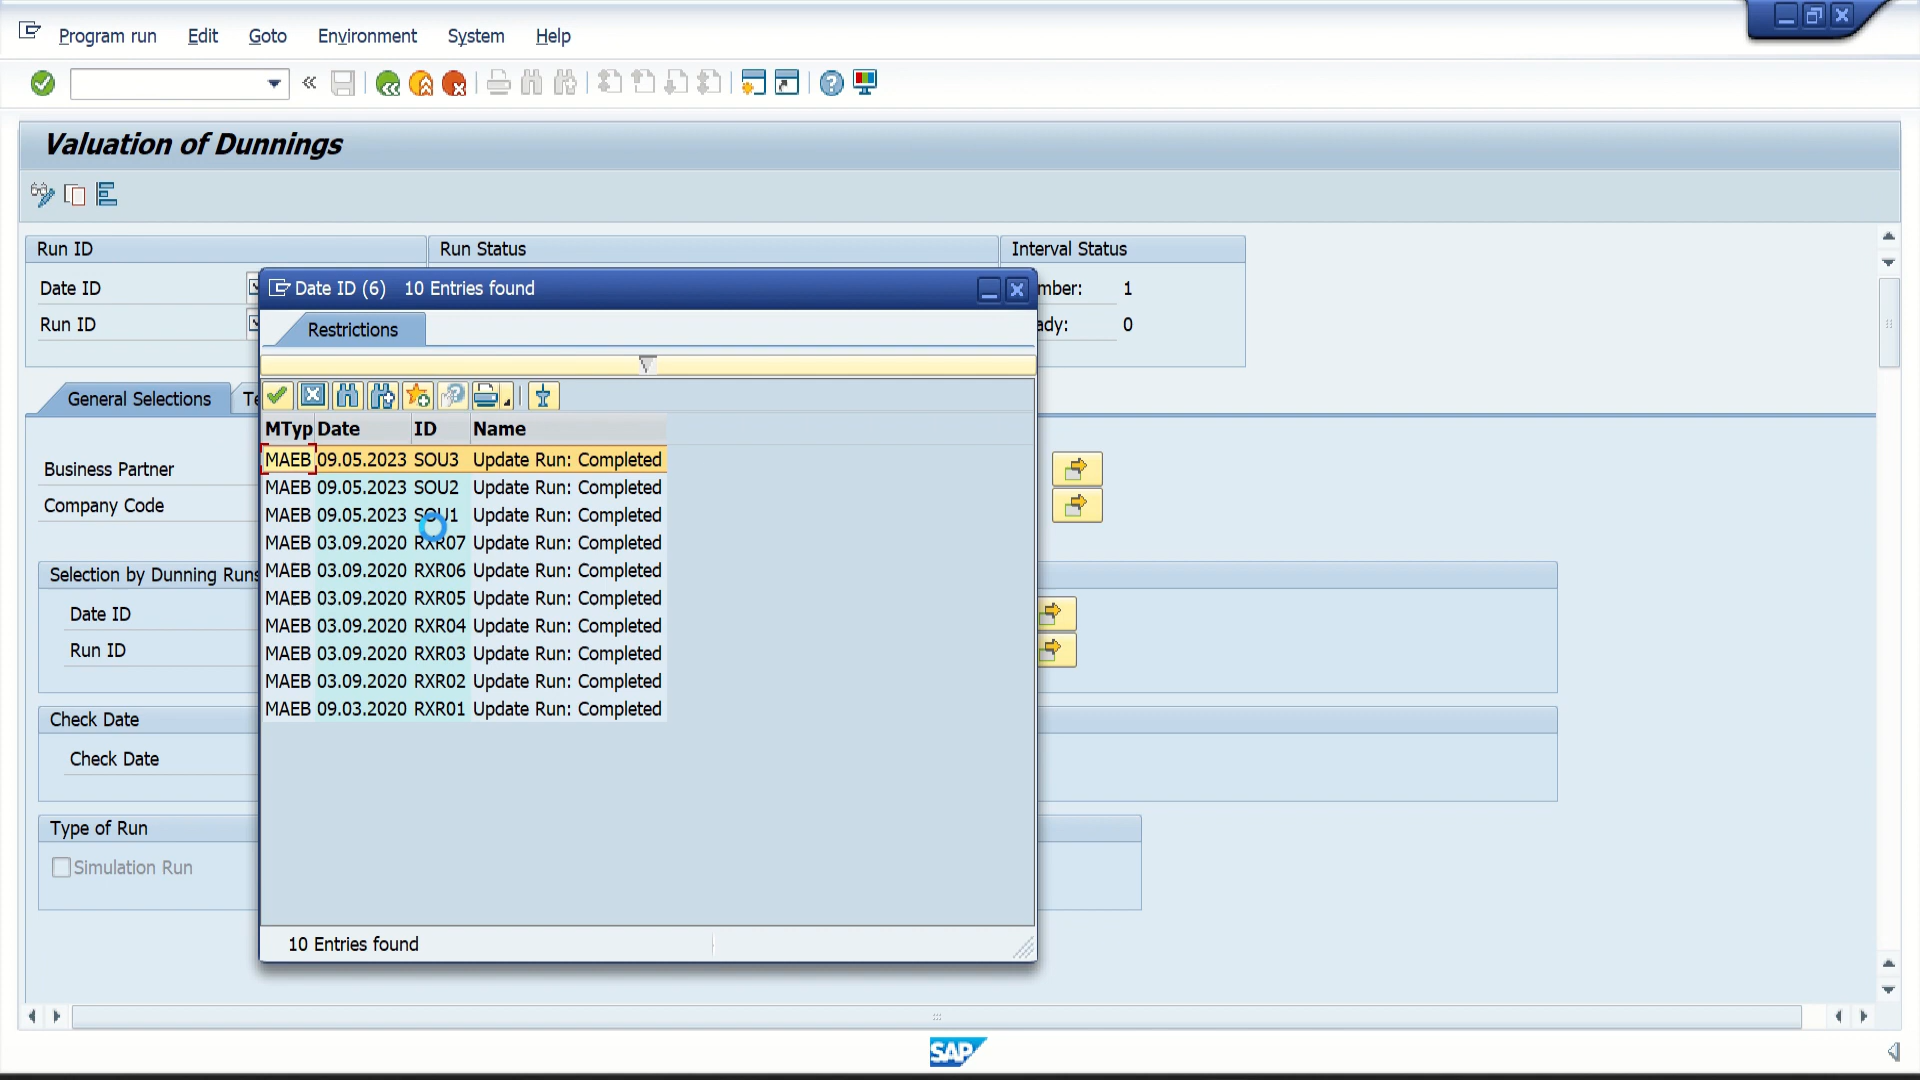 Program run Edit Goto Environment System Help
Valuation of Dunnings
Run ID
Run Status
Interval Status
Date ID
mber: 1
Run ID
ady: 0
Date ID (6) 10 Entries found
Restrictions
General Selections
Te
MTyp Date ID Name
MAEB 09.05.2023 SOU3 Update Run: Completed
MAEB 09.05.2023 SOU2 Update Run: Completed
MAEB 09.05.2023 SOU1 Update Run: Completed
MAEB 03.09.2020 RXR07 Update Run: Completed
MAEB 03.09.2020 RXR06 Update Run: Completed
MAEB 03.09.2020 RXR05 Update Run: Completed
MAEB 03.09.2020 RXR04 Update Run: Completed
MAEB 03.09.2020 RXR03 Update Run: Completed
MAEB 03.09.2020 RXR02 Update Run: Completed
MAEB 09.03.2020 RXR01 Update Run: Completed
10 Entries found
Business Partner
Company Code
Selection by Dunning Runs
Date ID
Run ID
Check Date
Check Date
Type of Run
Simulation Run
SAP